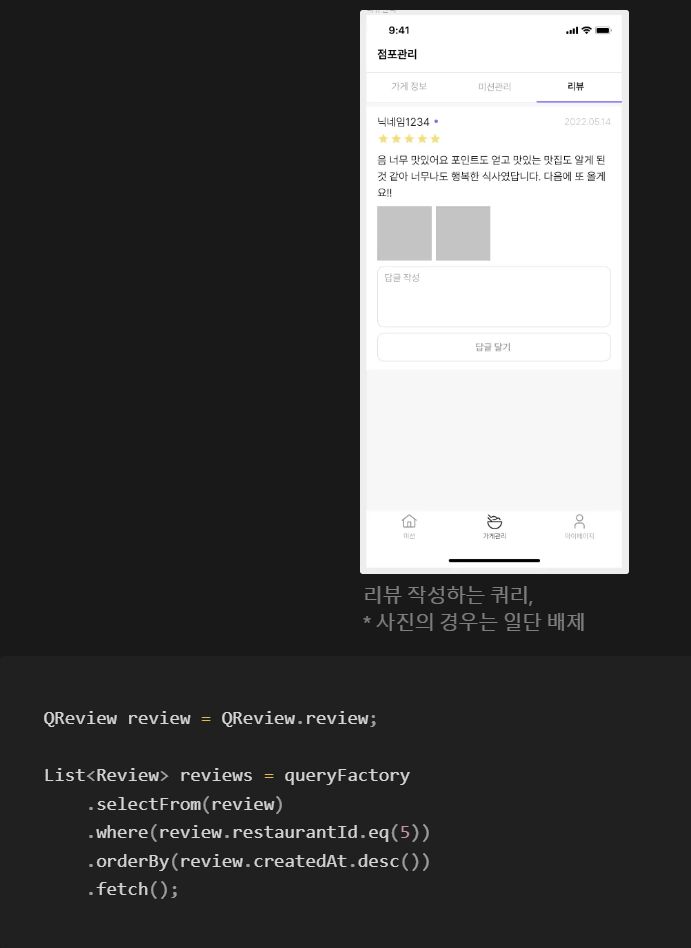 9:41
점포관리
가게 정보
미션관리
리뷰
닉네임1234
2022.05.14
음 너무 맛있어요 포인트도 얻고 맛있는 맛집도 알게 된
것 같아 너무나도 행복한 식사였답니다. 다음에 또 올게
요!!
답글 작성
답글 달기
미션
가게관리
마이페이지
리뷰 작성하는 쿼리,
* 사진의 경우는 일단 배제
QReview review = QReview.review;
List<Review> reviews = queryFactory
.selectFrom(review)
.where(review.restaurantId.eq(5))
.orderBy(review.createdAt.desc())
.fetch();